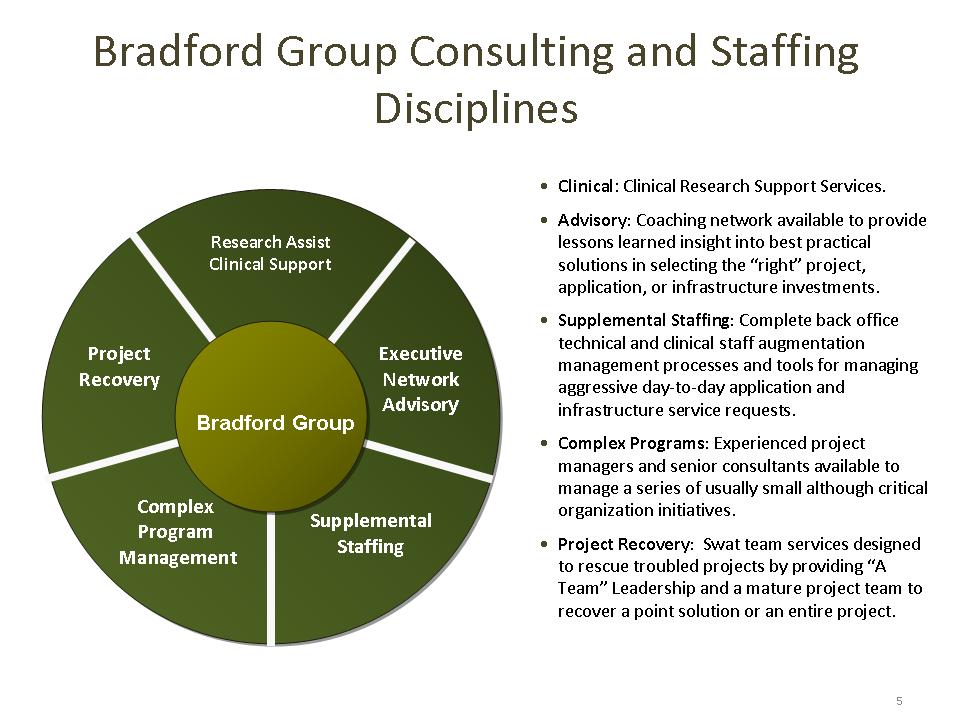 Bradford Group Consulting and Staffing
Disciplines
Research Assist
Clinical Support
Project
Recovery
Executive
Network
Advisory
Bradford Group
Complex
Program
Management
Supplemental
Staffing
• Clinical: Clinical Research Support Services.
• Advisory: Coaching network available to provide
lessons learned insight into best practical
solutions in selecting the “right” project,
application, or infrastructure investments.
• Supplemental Staffing: Complete back office
technical and clinical staff augmentation
management processes and tools for managing
aggressive day-to-day application and
infrastructure service requests.
• Complex Programs: Experienced project
managers and senior consultants available to
manage a series of usually small although critical
organization initiatives.
• Project Recovery:  Swat team services designed
to rescue troubled projects by providing “A
Team” Leadership and a mature project team to
recover a point solution or an entire project.
5